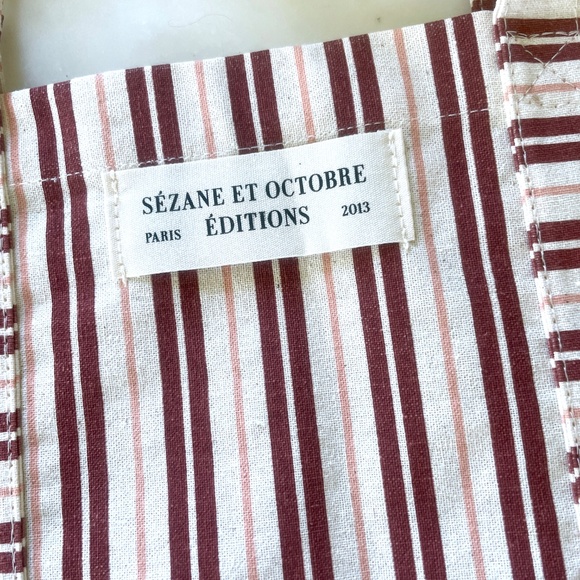 SÉZANE ET OCTOBRE
PARIS ÉDITIONS 2013